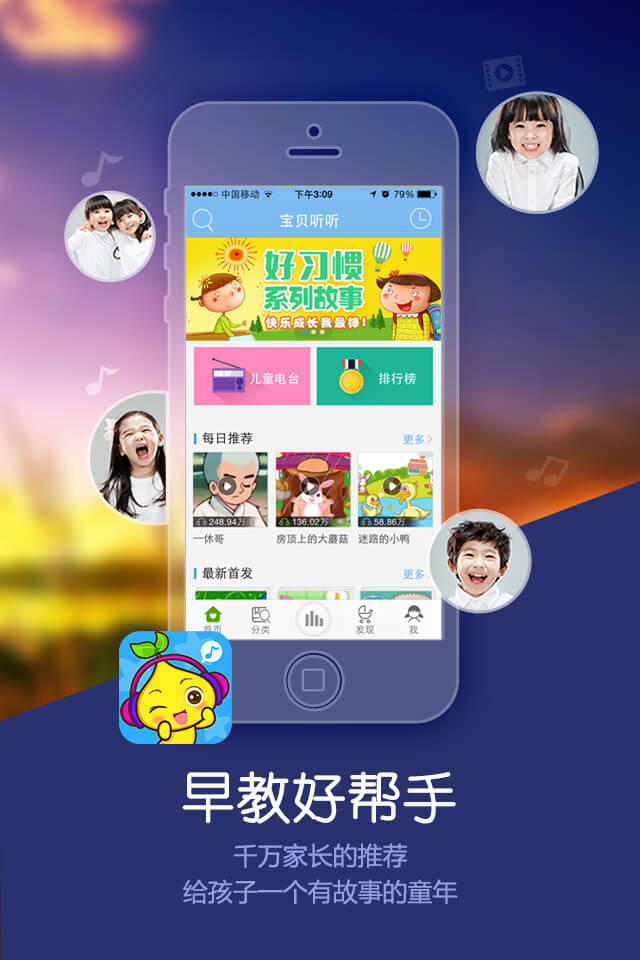 中国移动 下午3:09 79%
宝贝听听
好习惯
系列故事
快乐成长我最棒!
儿童电台 排行榜
每日推荐 更多
248.94万 136.02万 58.86万
一休哥 房顶上的大蘑菇 迷路的小鸭
最新首发 更多
首页 分类 发现 我
早教好帮手
千万家长的推荐
给孩子一个有故事的童年